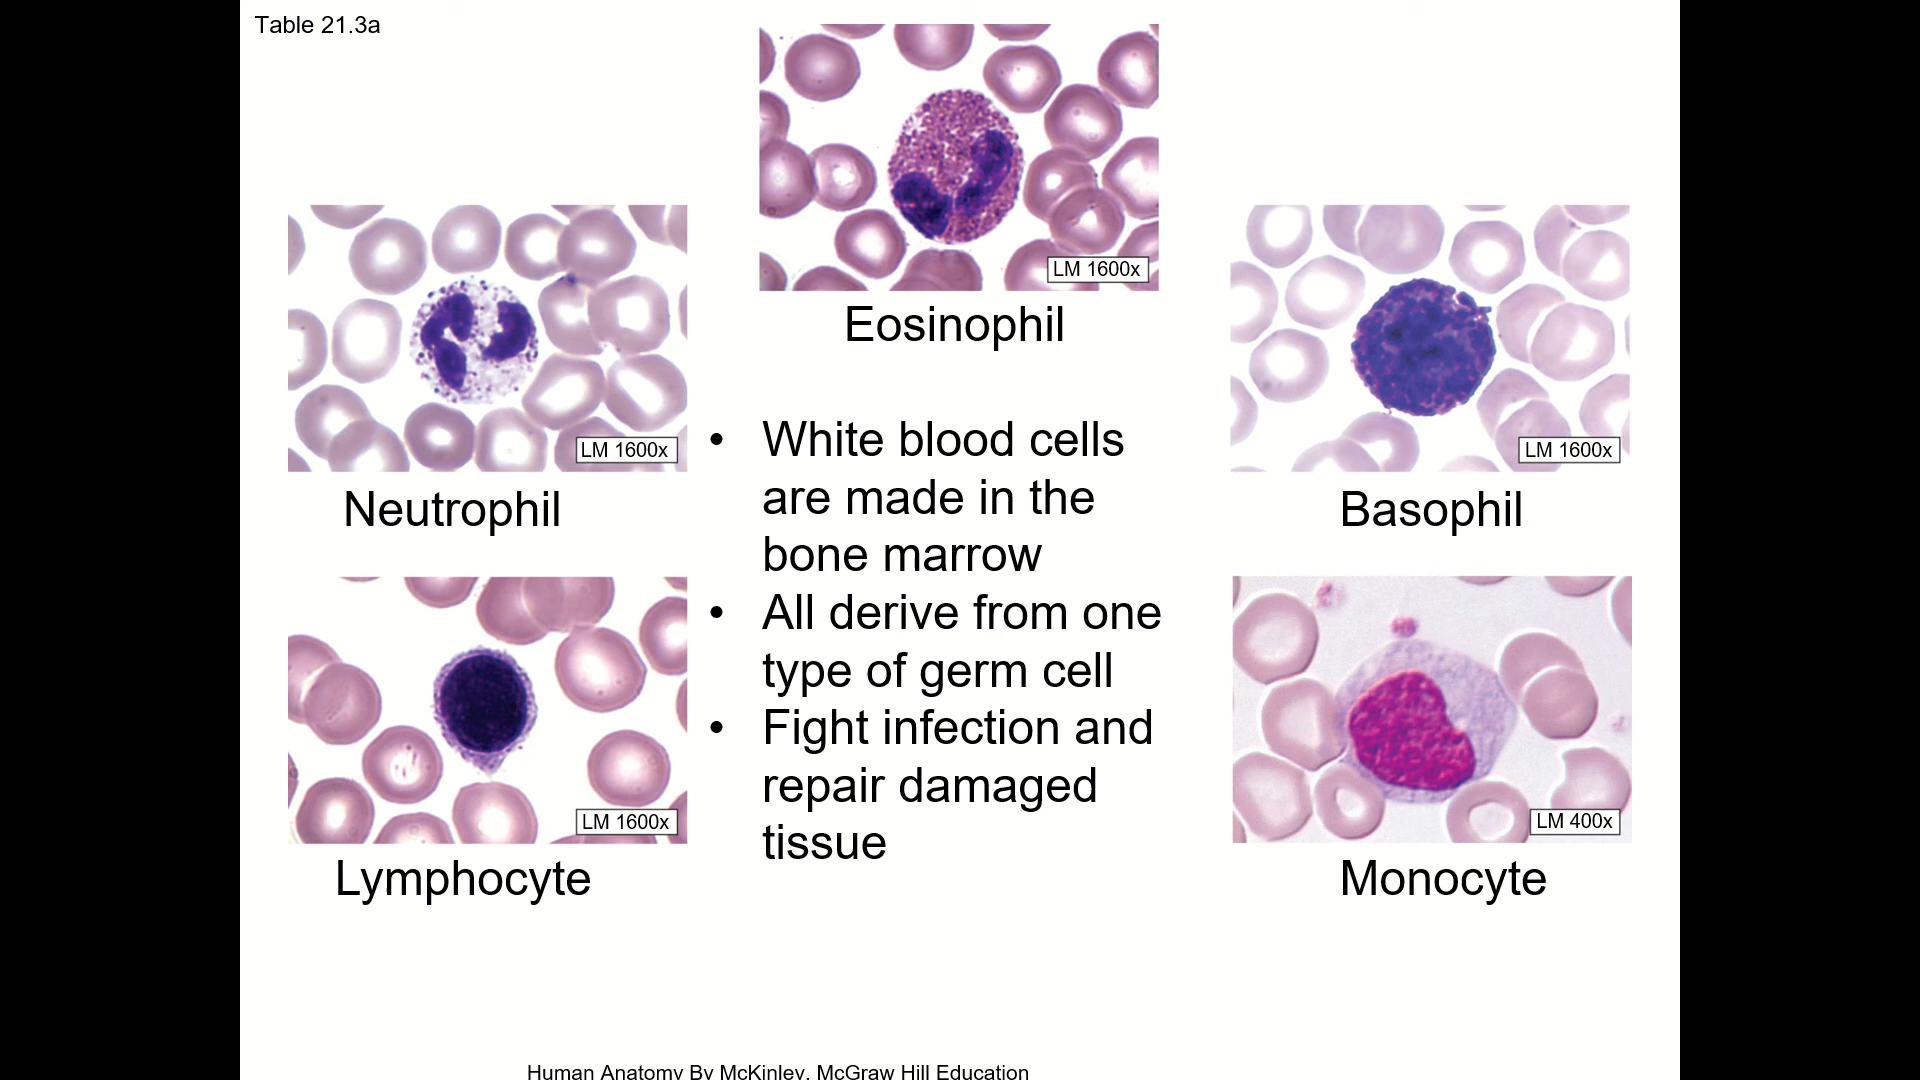 Table 21.3a
LM 1600x
Eosinophil
LM 1600x
Neutrophil
LM 1600x
Basophil
• White blood cells
are made in the
bone marrow
• All derive from one
type of germ cell
• Fight infection and
repair damaged
tissue
LM 1600x
Lymphocyte
LM 400x
Monocyte
Human Anatomy By McKinley, McGraw Hill Education